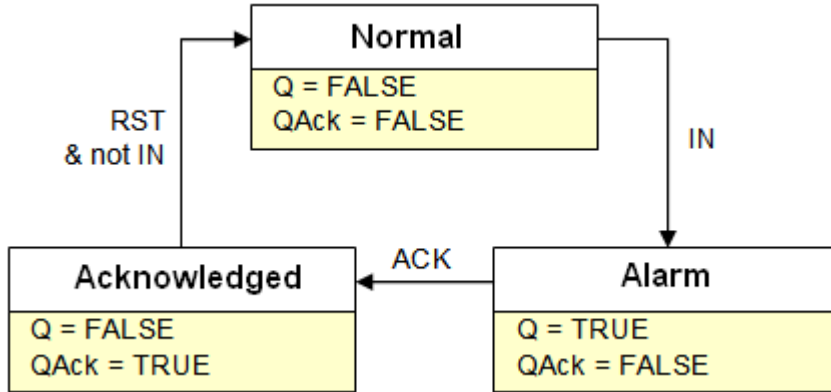 Normal
Q = FALSE
QAck = FALSE
RST
& not IN
IN
ACK
Acknowledged
Q = FALSE
QAck = TRUE
Alarm
Q = TRUE
QAck = FALSE